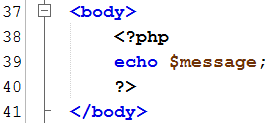 37 <body>
38 <?php
39 echo $message;
40 ?>
41 </body>